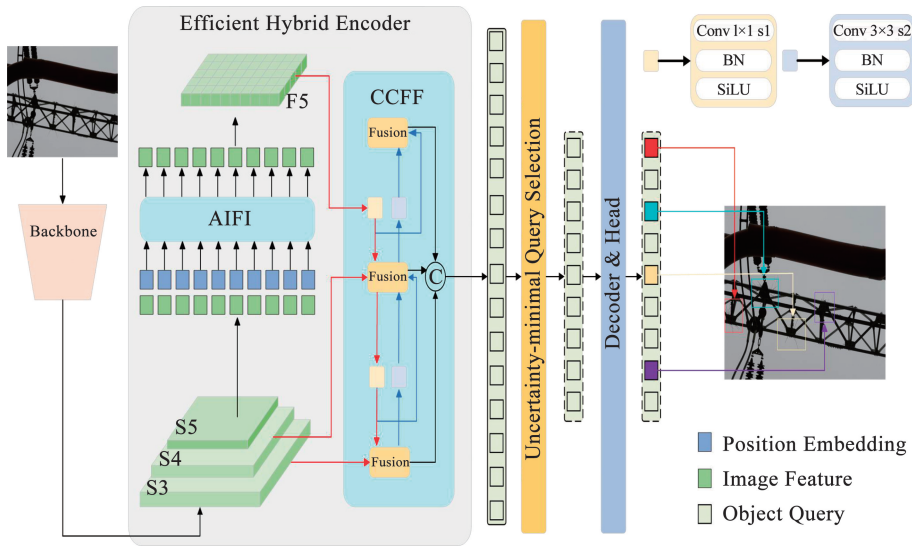 Efficient Hybrid Encoder
Conv 1×1 s1
BN
SiLU
Conv 3×3 s2
BN
SiLU
F5
CCFF
Fusion
Backbone
AIFI
Fusion
C
Uncertainty-minimal Query Selection
Decoder & Head
S5
S4
S3
Fusion
Position Embedding
Image Feature
Object Query